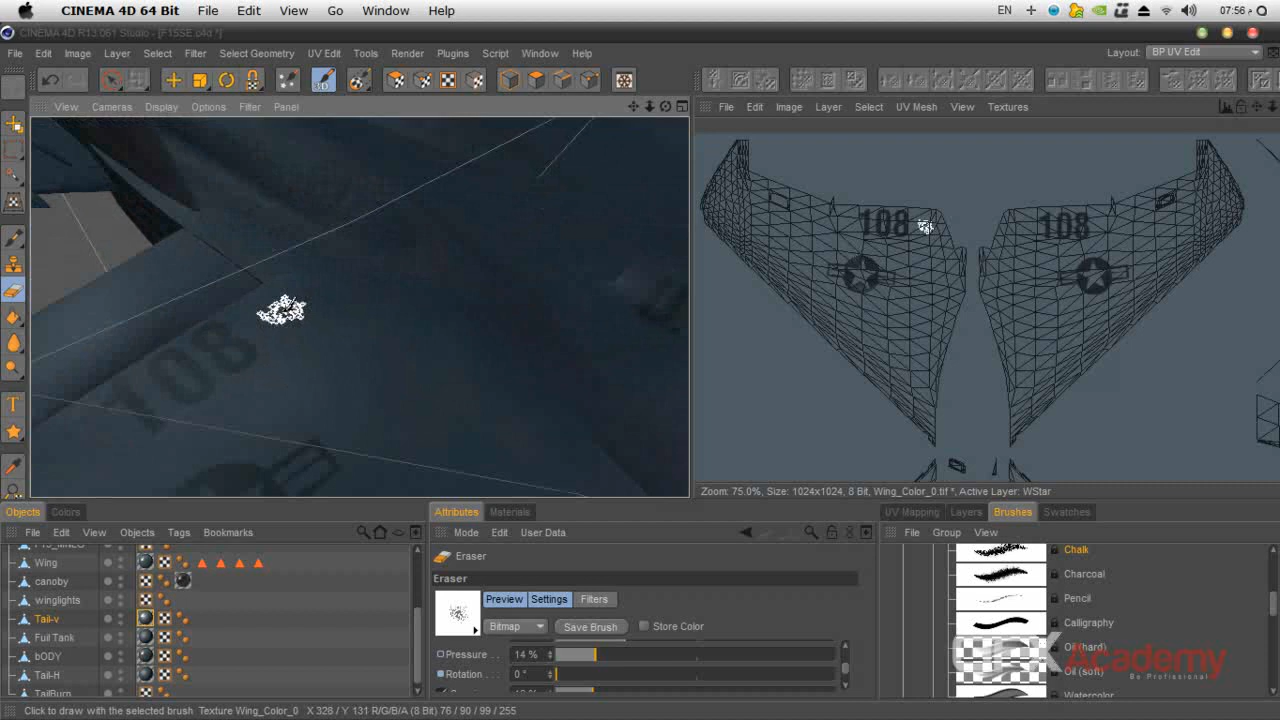 CINEMA 4D 64 Bit File Edit View Go Window Help EN 07:56 م
CINEMA 4D R13.061 Studio - [F15SE.c4d *]
File Edit Image Layer Select Filter Select Geometry UV Edit Tools Render Plugins Script Window Help Layout: BP UV Edit
3D
View Cameras Display Options Filter Panel
File Edit Image Layer Select UV Mesh View Textures
108 108
108
Zoom: 75.0%, Size: 1024x1024, 8 Bit, Wing_Color_0.tif *, Active Layer: WStar
Objects Colors
File Edit View Objects Tags Bookmarks
Wing
canoby
winglights
Tail-v
Fuil Tank
bODY
Tail-H
TailBurn
Attributes Materials
Mode Edit User Data
Eraser
Eraser
Preview Settings Filters
Bitmap Save Brush Store Color
Pressure . . . 14 %
Rotation . . . 0 °
UV Mapping Layers Brushes Swatches
File Group View
Chalk
Charcoal
Pencil
Calligraphy
Oil (hard)
Oil (soft)
Watercolor
Academy
Be Professional
Click to draw with the selected brush Texture Wing_Color_0 X 328 / Y 131 R/G/B/A (8 Bit) 76 / 90 / 99 / 255